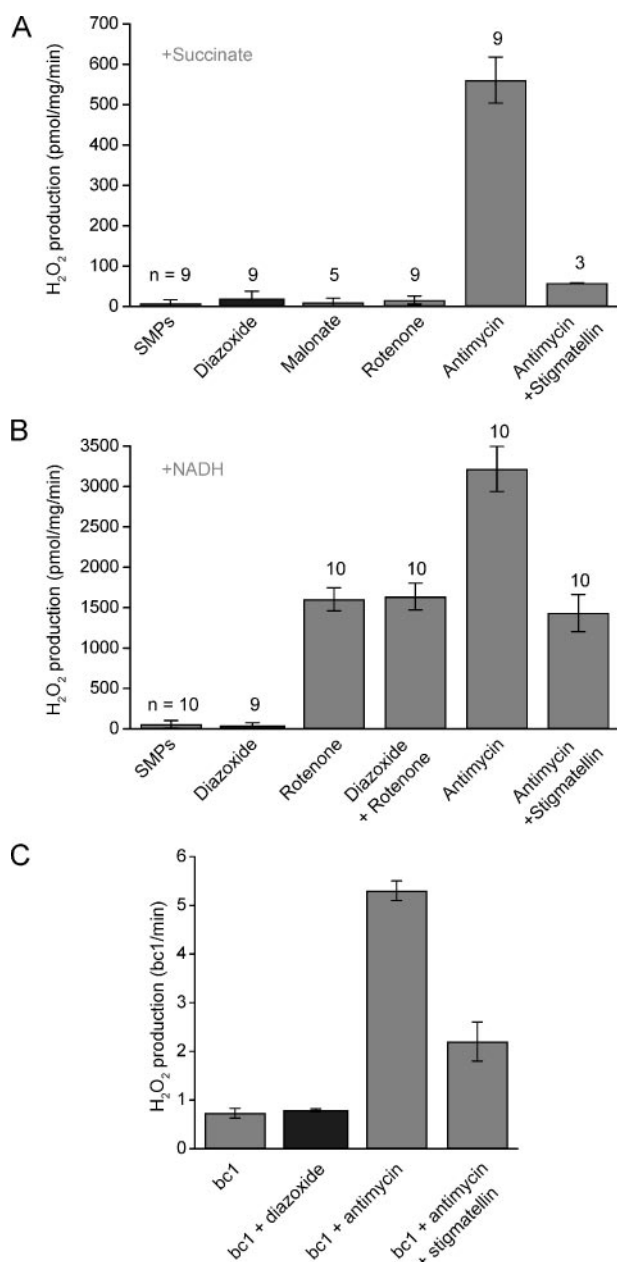 A
+Succinate
H₂O₂ production (pmol/mg/min)
700
600
500
400
300
200
100
0
n = 9
9
5
9
9
3
SMPs
Diazoxide
Malonate
Rotenone
Antimycin
Antimycin
+Stigmatellin
B
+NADH
H₂O₂ production (pmol/mg/min)
3500
3000
2500
2000
1500
1000
500
0
n = 10
9
10
10
10
10
SMPs
Diazoxide
Rotenone
Diazoxide
+ Rotenone
Antimycin
Antimycin
+Stigmatellin
C
H₂O₂ production (bc1/min)
6
5
4
3
2
1
0
bc1
bc1 + diazoxide
bc1 + antimycin
bc1 + antimycin
+ stigmatellin